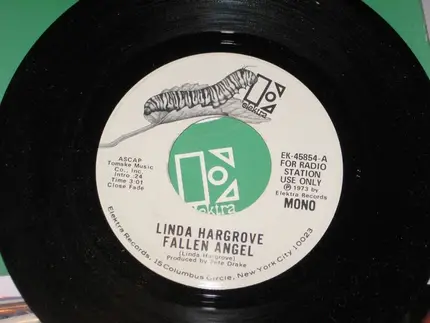 elektra
ASCAP
Tomake Music
Co., Inc.
Intro :24
Time 3:01
Close Fade
EK-45854-A
FOR RADIO
STATION
USE ONLY
℗ 1973 by
Elektra Records
MONO
elektra
LINDA HARGROVE
FALLEN ANGEL
(Linda Hargrove)
Produced by Pete Drake
Elektra Records, 15 Columbus Circle, New York City 10023